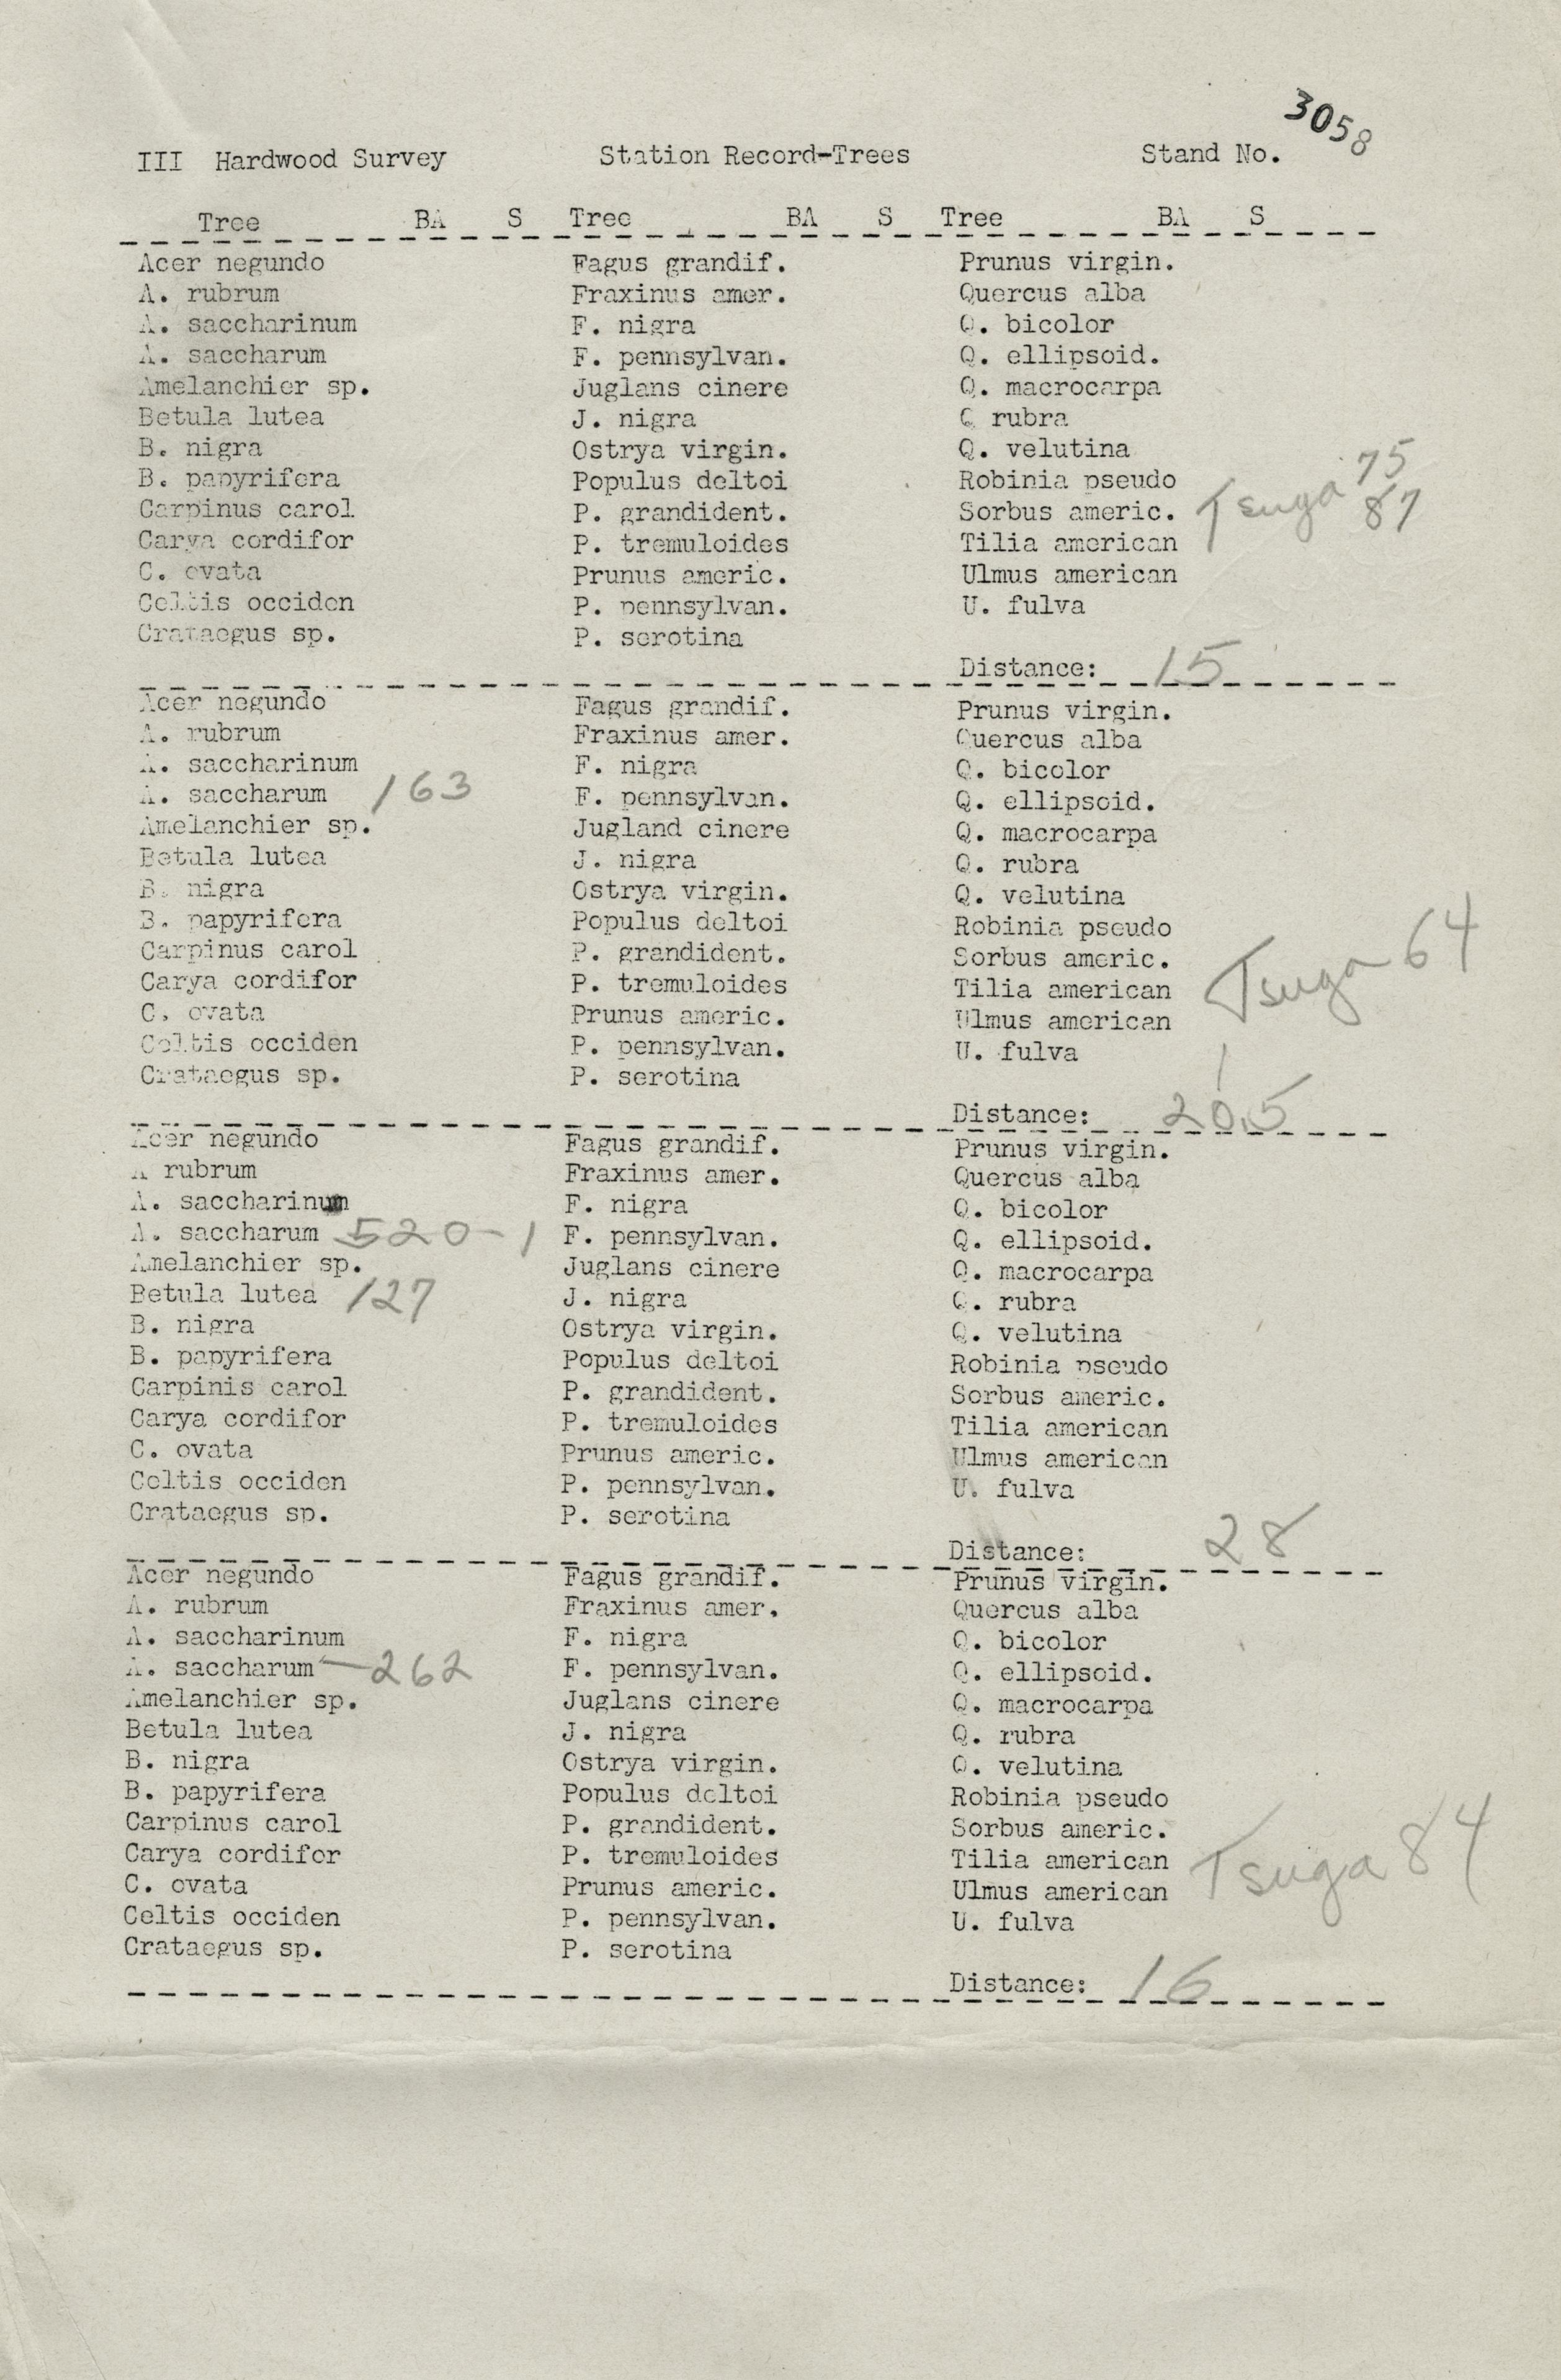 3058
III Hardwood Survey Station Record-Trees Stand No.
Tree BA S Tree BA S Tree BA S
Acer negundo Fagus grandif. Prunus virgin.
A. rubrum Fraxinus amer. Quercus alba
A. saccharinum F. nigra Q. bicolor
A. saccharum F. pennsylvan. Q. ellipsoid.
Amelanchier sp. Juglans cinere Q. macrocarpa
Betula lutea J. nigra Q rubra
B. nigra Ostrya virgin. Q. velutina
B. papyrifera Populus deltoi Robinia pseudo Tsuga 75
Carpinus carol P. grandident. Sorbus americ. 87
Carya cordifor P. tremuloides Tilia american
C. ovata Prunus americ. Ulmus american
Celtis occiden P. pennsylvan. U. fulva
Crataegus sp. P. serotina
Distance: 15
Acer negundo Fagus grandif. Prunus virgin.
A. rubrum Fraxinus amer. Quercus alba
A. saccharinum F. nigra Q. bicolor
A. saccharum 163 F. pennsylvan. Q. ellipsoid.
Amelanchier sp. Jugland cinere Q. macrocarpa
Betula lutea J. nigra Q. rubra
B. nigra Ostrya virgin. Q. velutina
B. papyrifera Populus deltoi Robinia pseudo
Carpinus carol P. grandident. Sorbus americ. Tsuga 64
Carya cordifor P. tremuloides Tilia american
C. ovata Prunus americ. Ulmus american
Celtis occiden P. pennsylvan. U. fulva
Crataegus sp. P. serotina
Distance: 20.5
Acer negundo Fagus grandif. Prunus virgin.
A rubrum Fraxinus amer. Quercus alba
A. saccharinum F. nigra Q. bicolor
A. saccharum 520-1 F. pennsylvan. Q. ellipsoid.
Amelanchier sp. Juglans cinere Q. macrocarpa
Betula lutea 127 J. nigra Q. rubra
B. nigra Ostrya virgin. Q. velutina
B. papyrifera Populus deltoi Robinia pseudo
Carpinis carol P. grandident. Sorbus americ.
Carya cordifor P. tremuloides Tilia american
C. ovata Prunus americ. Ulmus american
Celtis occiden P. pennsylvan. U. fulva
Crataegus sp. P. serotina
Distance: 28
Acer negundo Fagus grandif. Prunus virgin.
A. rubrum Fraxinus amer. Quercus alba
A. saccharinum F. nigra Q. bicolor
A. saccharum - 262 F. pennsylvan. Q. ellipsoid.
Amelanchier sp. Juglans cinere Q. macrocarpa
Betula lutea J. nigra Q. rubra
B. nigra Ostrya virgin. Q. velutina
B. papyrifera Populus deltoi Robinia pseudo
Carpinus carol P. grandident. Sorbus americ.
Carya cordifor P. tremuloides Tilia american Tsuga 84
C. ovata Prunus americ. Ulmus american
Celtis occiden P. pennsylvan. U. fulva
Crataegus sp. P. serotina
Distance: 16